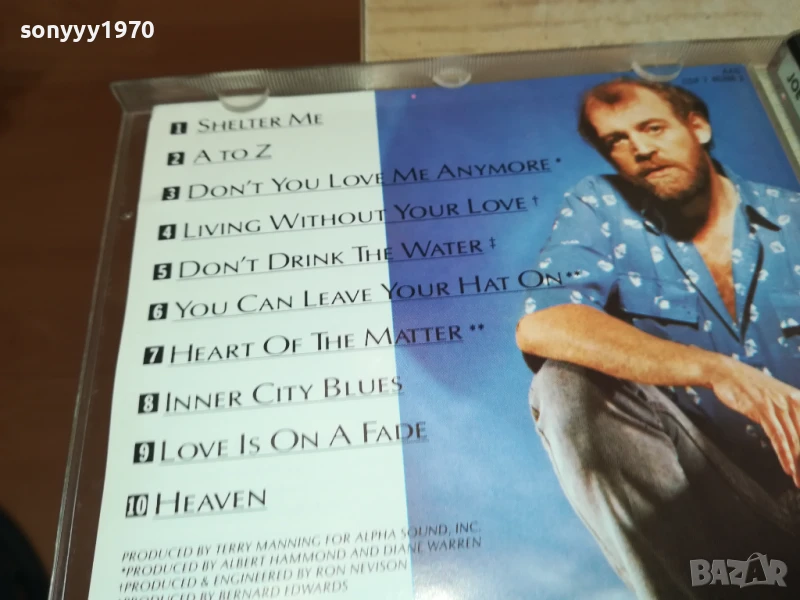 sonyyy1970
1 SHELTER ME
2 A TO Z
3 DON'T YOU LOVE ME ANYMORE*
4 LIVING WITHOUT YOUR LOVE†
5 DON'T DRINK THE WATER‡
6 YOU CAN LEAVE YOUR HAT ON**
7 HEART OF THE MATTER**
8 INNER CITY BLUES
9 LOVE IS ON A FADE
10 HEAVEN
PRODUCED BY TERRY MANNING FOR ALPHA SOUND, INC.
*PRODUCED BY ALBERT HAMMOND AND DIANE WARREN
†PRODUCED & ENGINEERED BY RON NEVISON
‡PRODUCED BY BERNARD EDWARDS
BAZAR